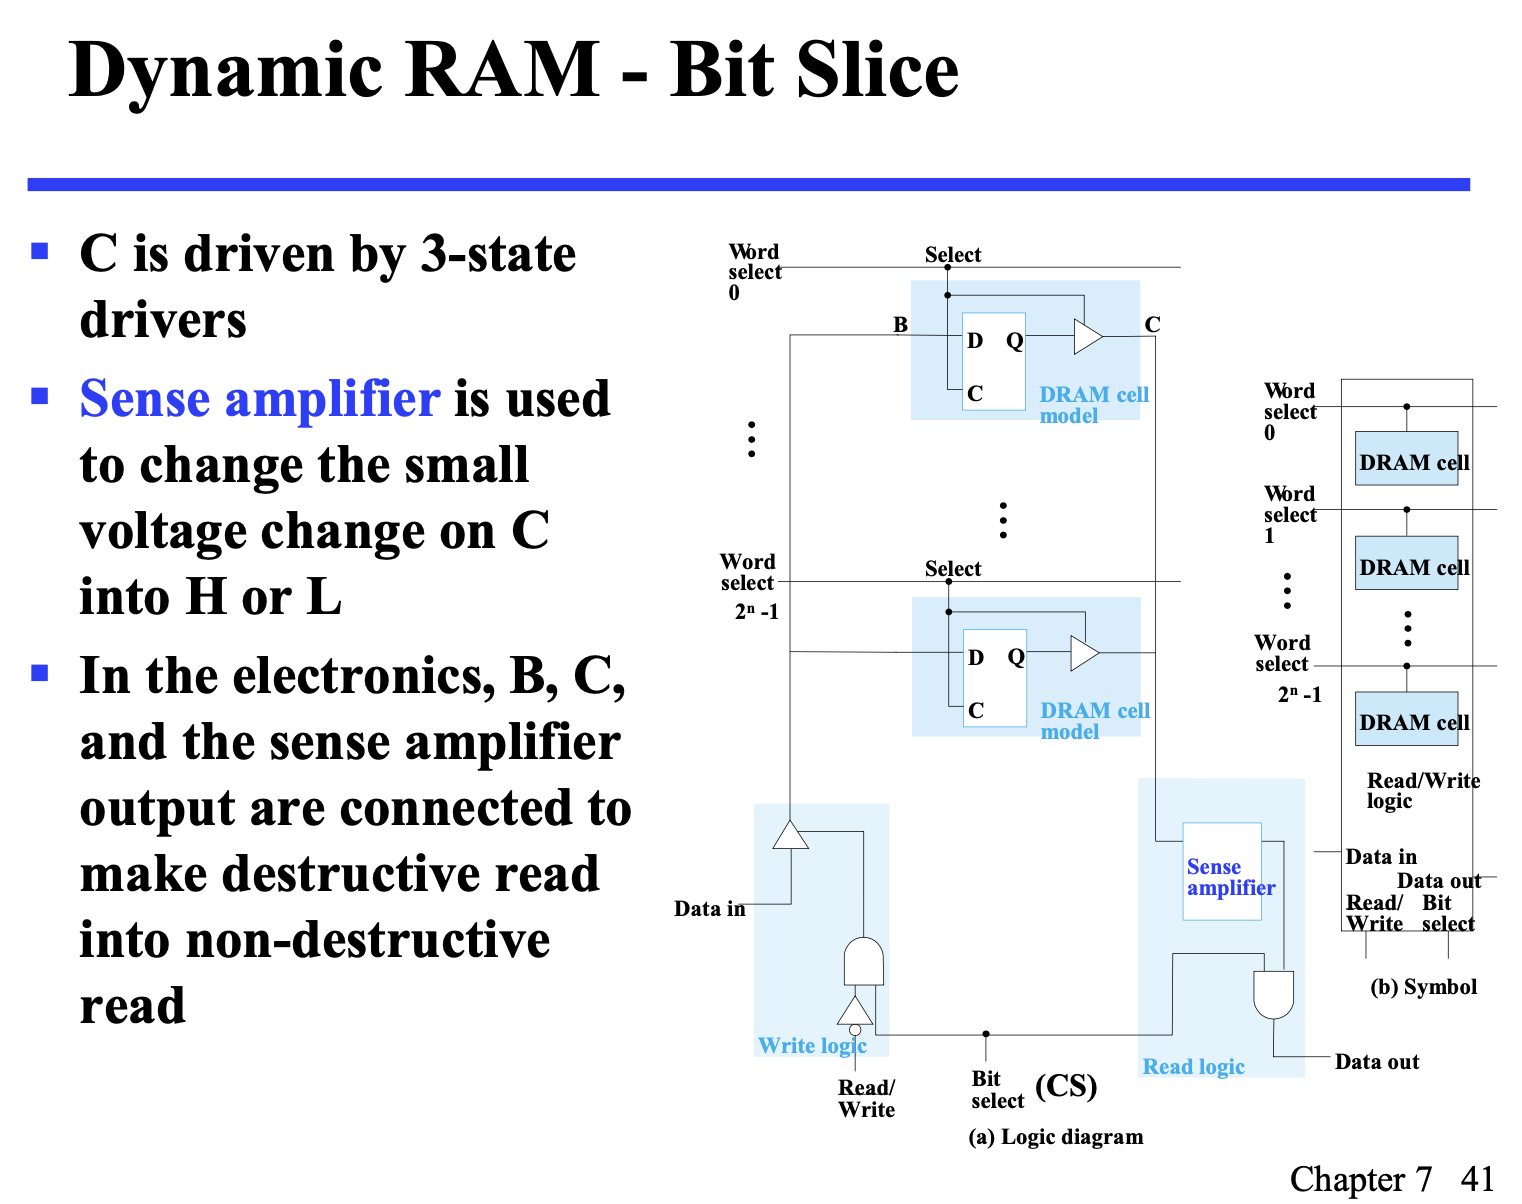 Dynamic RAM - Bit Slice
C is driven by 3-state
drivers
Sense amplifier is used
to change the small
voltage change on C
into H or L
In the electronics, B, C,
and the sense amplifier
output are connected to
make destructive read
into non-destructive
read
Word
select
0
Select
B
C
D Q
C
DRAM cell
model
Word
select
2ⁿ -1
Select
D Q
C
DRAM cell
model
Data in
Write logic
Read/
Write
Bit
select
(CS)
Sense
amplifier
Read logic
Data out
(a) Logic diagram
Word
select
0
DRAM cell
Word
select
1
DRAM cell
Word
select
2ⁿ -1
DRAM cell
Read/Write
logic
Data in
Data out
Read/
Write
Bit
select
(b) Symbol
Chapter 7 41